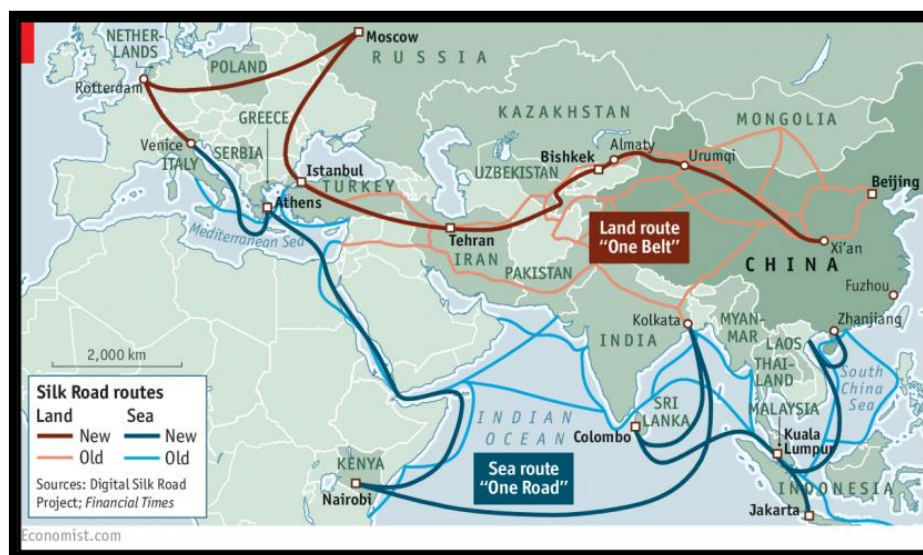 NETHER-
LANDS
Moscow
RUSSIA
POLAND
Rotterdam
GREECE
KAZAKHSTAN
MONGOLIA
Venice
ITALY
SERBIA
Istanbul
TURKEY
UZBEKISTAN
Bishkek
Almaty
Urumqi
Beijing
Athens
Mediterranean Sea
Tehran
IRAN
Land route
"One Belt"
Xi'an
PAKISTAN
CHINA
Fuzhou
Kolkata
MYAN-
MAR
Zhanjiang
2,000 km
INDIA
LAOS
THAI-
LAND
South
China
Sea
Silk Road routes
Land
Sea
New
New
Old
Old
Sources: Digital Silk Road
Project; Financial Times
INDIAN
OCEAN
SRI
LANKA
Colombo
MALAYSIA
Kuala
Lumpur
KENYA
Nairobi
Sea route
"One Road"
INDONESIA
Jakarta
Economist.com